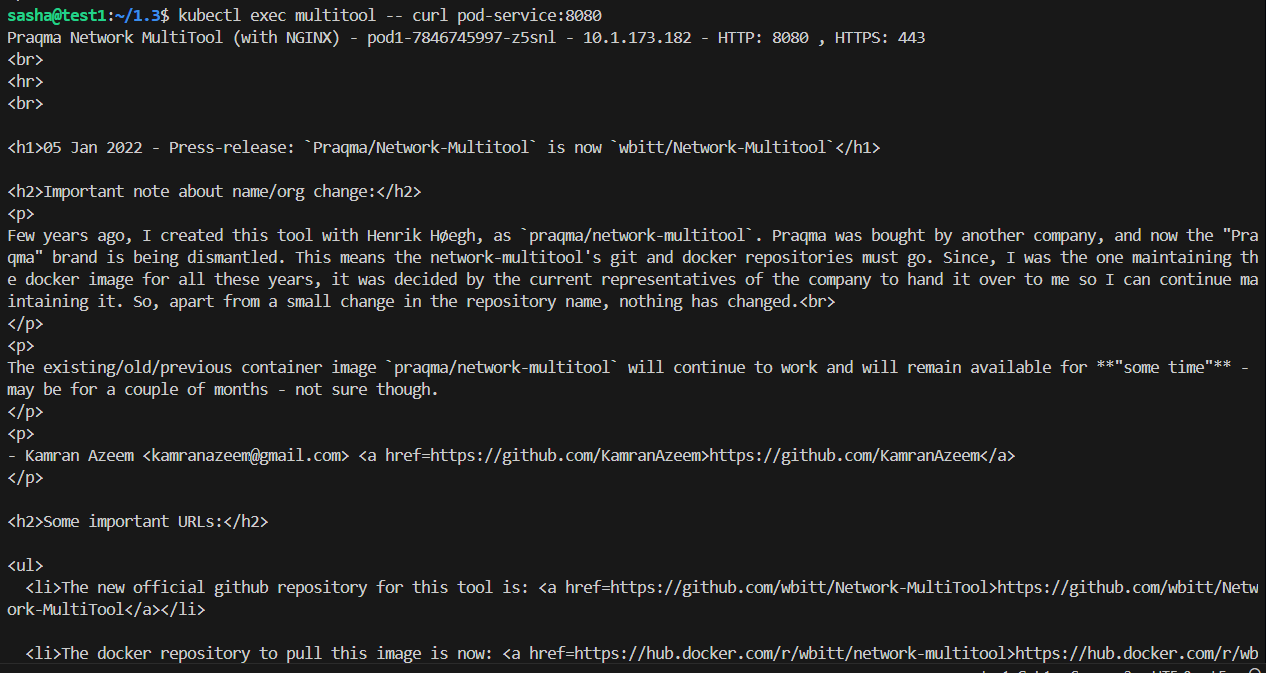 sasha@test1:~/1.3$ kubectl exec multitool -- curl pod-service:8080
Praqma Network MultiTool (with NGINX) - pod1-7846745997-z5snl - 10.1.173.182 - HTTP: 8080 , HTTPS: 443
<br>
<hr>
<br>
<h1>05 Jan 2022 - Press-release: `Praqma/Network-Multitool` is now `wbitt/Network-Multitool`</h1>
<h2>Important note about name/org change:</h2>
<p>
Few years ago, I created this tool with Henrik Høegh, as `praqma/network-multitool`. Praqma was bought by another company, and now the "Pra
qma" brand is being dismantled. This means the network-multitool's git and docker repositories must go. Since, I was the one maintaining th
e docker image for all these years, it was decided by the current representatives of the company to hand it over to me so I can continue ma
intaining it. So, apart from a small change in the repository name, nothing has changed.<br>
</p>
<p>
The existing/old/previous container image `praqma/network-multitool` will continue to work and will remain available for **"some time"** -
may be for a couple of months - not sure though.
</p>
<p>
- Kamran Azeem <kamranazeem@gmail.com> <a href=https://github.com/KamranAzeem>https://github.com/KamranAzeem</a>
</p>
<h2>Some important URLs:</h2>
<ul>
<li>The new official github repository for this tool is: <a href=https://github.com/wbitt/Network-MultiTool>https://github.com/wbitt/Netw
ork-MultiTool</a></li>
<li>The docker repository to pull this image is now: <a href=https://hub.docker.com/r/wbitt/network-multitool>https://hub.docker.com/r/wb